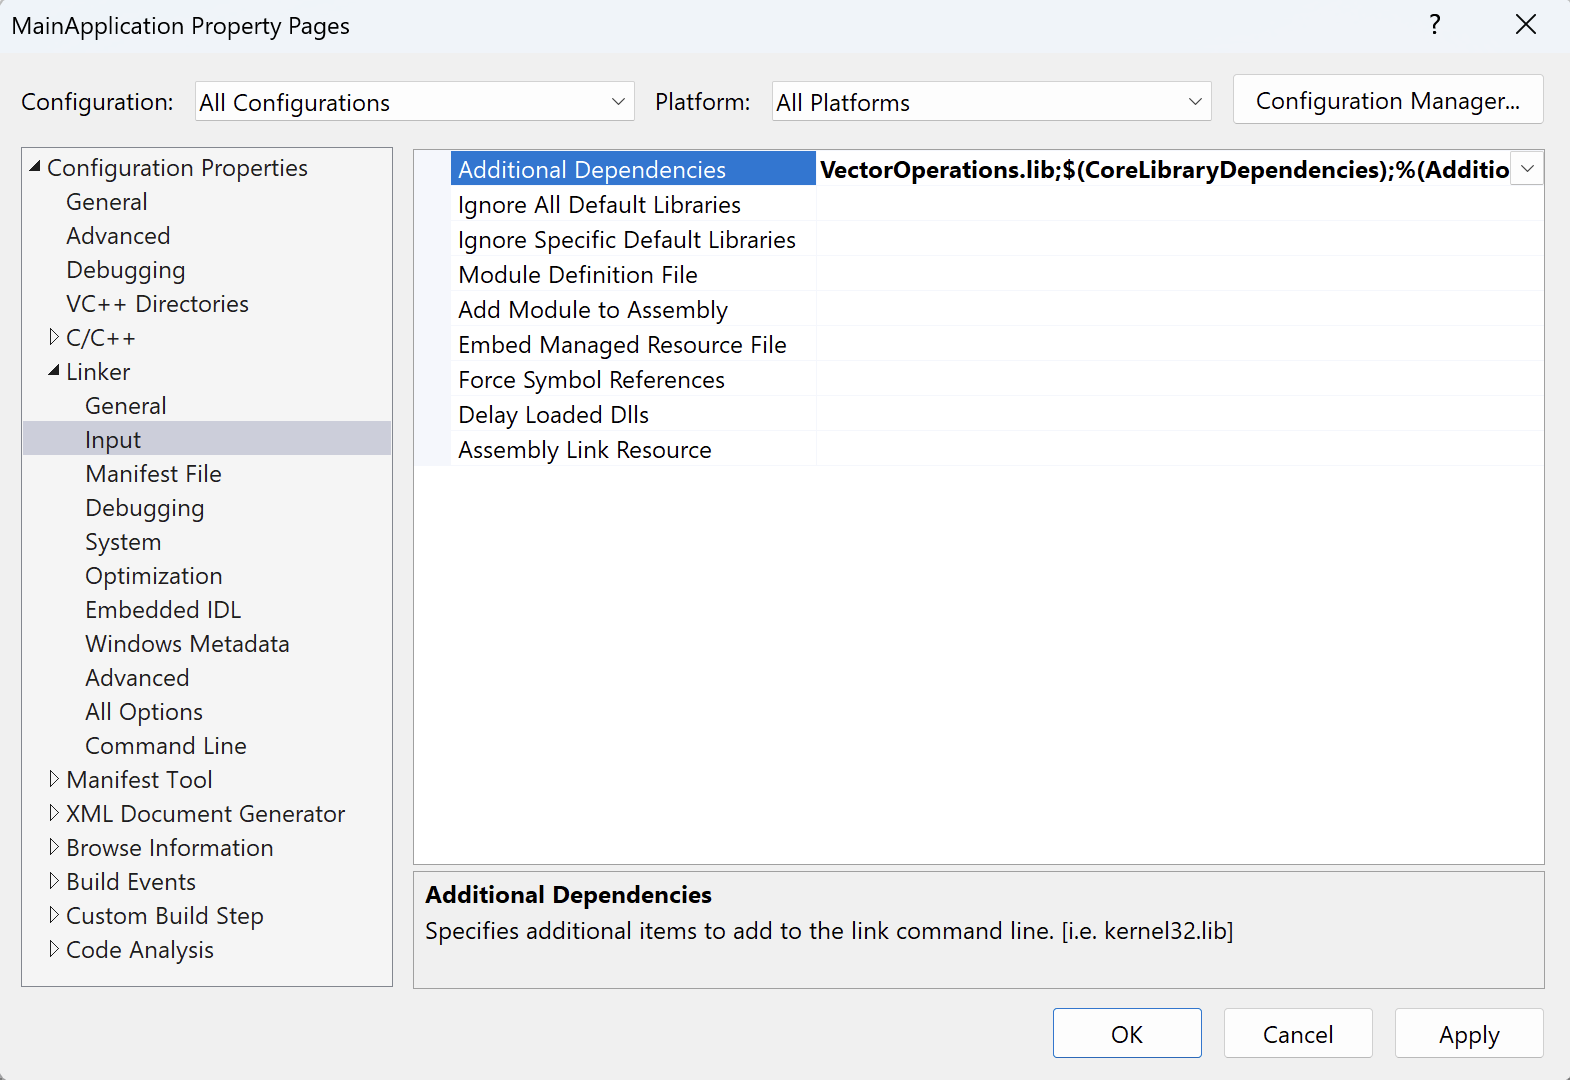 MainApplication Property Pages
?
Configuration: All Configurations Platform: All Platforms Configuration Manager...
Configuration Properties
General
Advanced
Debugging
VC++ Directories
C/C++
Linker
General
Input
Manifest File
Debugging
System
Optimization
Embedded IDL
Windows Metadata
Advanced
All Options
Command Line
Manifest Tool
XML Document Generator
Browse Information
Build Events
Custom Build Step
Code Analysis
Additional Dependencies VectorOperations.lib;$(CoreLibraryDependencies);%(Additio
Ignore All Default Libraries
Ignore Specific Default Libraries
Module Definition File
Add Module to Assembly
Embed Managed Resource File
Force Symbol References
Delay Loaded Dlls
Assembly Link Resource
Additional Dependencies
Specifies additional items to add to the link command line. [i.e. kernel32.lib]
OK Cancel Apply